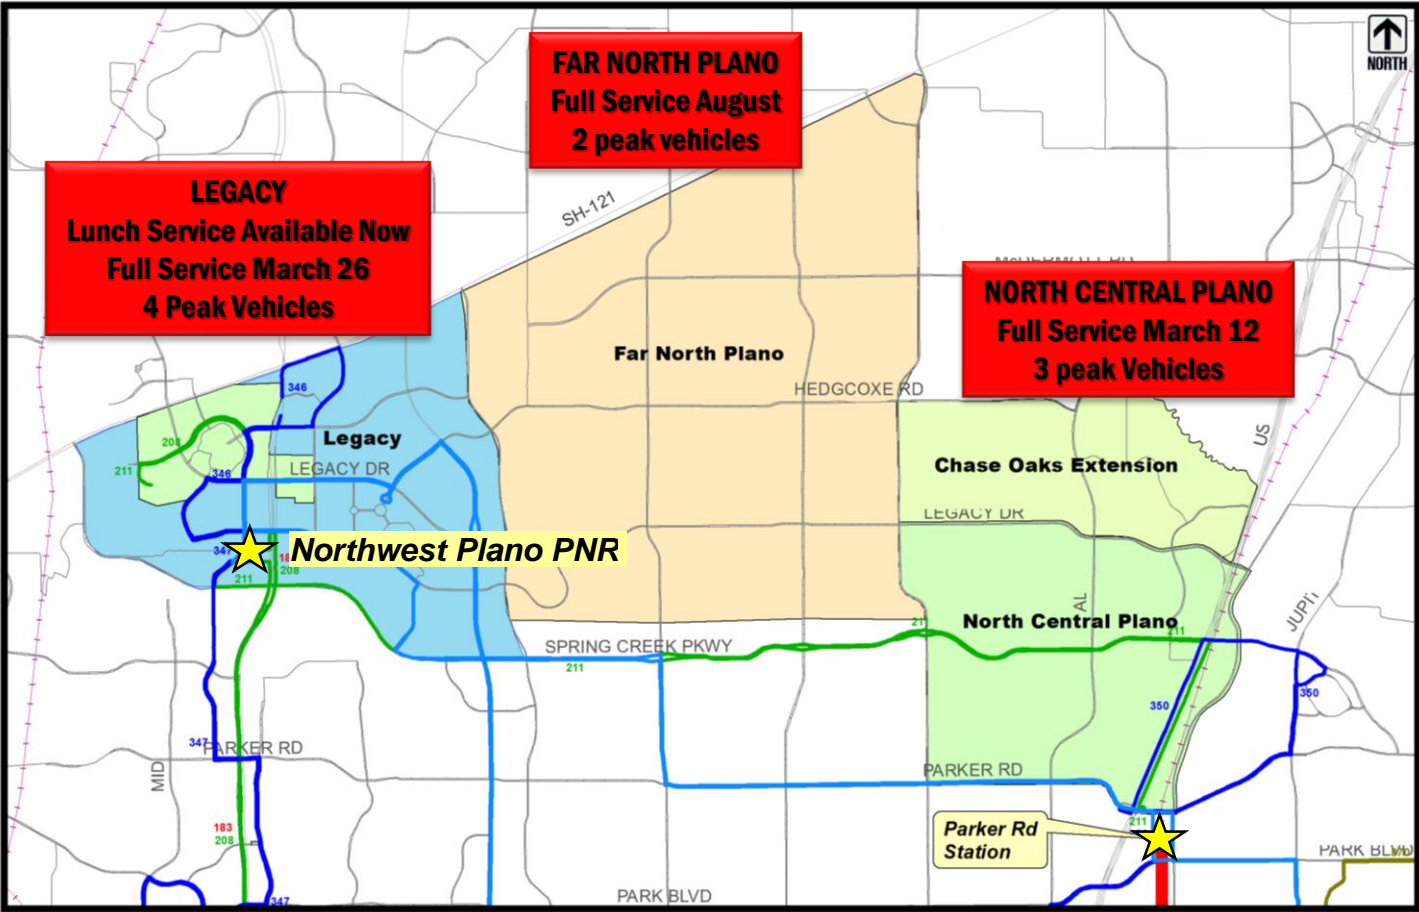 NORTH
FAR NORTH PLANO
Full Service August
2 peak vehicles
LEGACY
Lunch Service Available Now
Full Service March 26
4 Peak Vehicles
SH-121
NORTH CENTRAL PLANO
Full Service March 12
3 peak Vehicles
Far North Plano
HEDGCOXE RD
346
US
208
Legacy
211
346
LEGACY DR
Chase Oaks Extension
LEGACY DR
347
Northwest Plano PNR
208
211
AL
North Central Plano
211
SPRING CREEK PKWY
211
350
350
347
PARKER RD
MID
PARKER RD
183
208
211
Parker Rd
Station
PARK BLVD
PARK BLVD
347